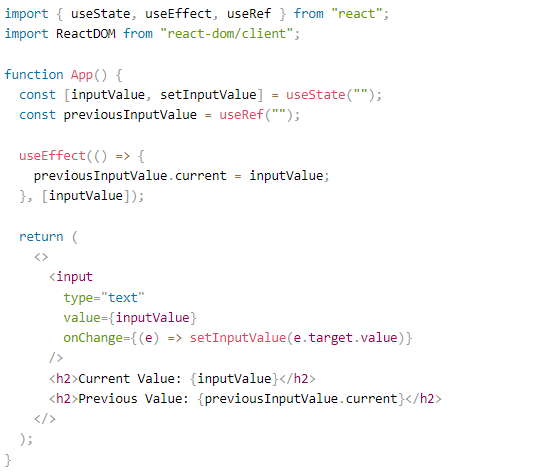 import { useState, useEffect, useRef } from "react";
import ReactDOM from "react-dom/client";

function App() {
  const [inputValue, setInputValue] = useState("");
  const previousInputValue = useRef("");

  useEffect(() => {
    previousInputValue.current = inputValue;
  }, [inputValue]);

  return (
    <>
      <input
        type="text"
        value={inputValue}
        onChange={(e) => setInputValue(e.target.value)}
      />
      <h2>Current Value: {inputValue}</h2>
      <h2>Previous Value: {previousInputValue.current}</h2>
    </>
  );
}